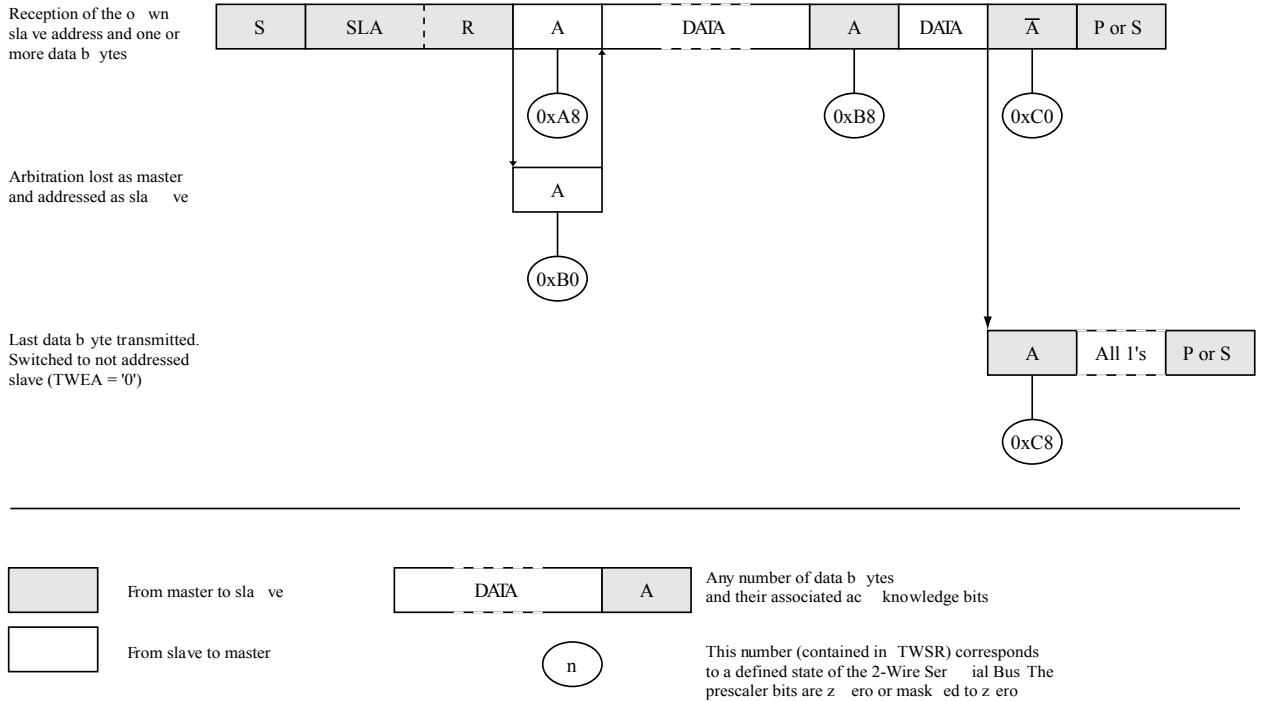 Reception of the o wn
sla ve address and one or
more data b ytes
S SLA R A DATA A DATA A P or S
0xA8 0xB8 0xC0
Arbitration lost as master
and addressed as sla ve
A
0xB0
Last data b yte transmitted.
Switched to not addressed
slave (TWEA = '0')
A All 1's P or S
0xC8
From master to sla ve
DATA A
Any number of data b ytes
and their associated ac knowledge bits
From slave to master
n
This number (contained in TWSR) corresponds
to a defined state of the 2-Wire Ser ial Bus The
prescaler bits are z ero or mask ed to z ero